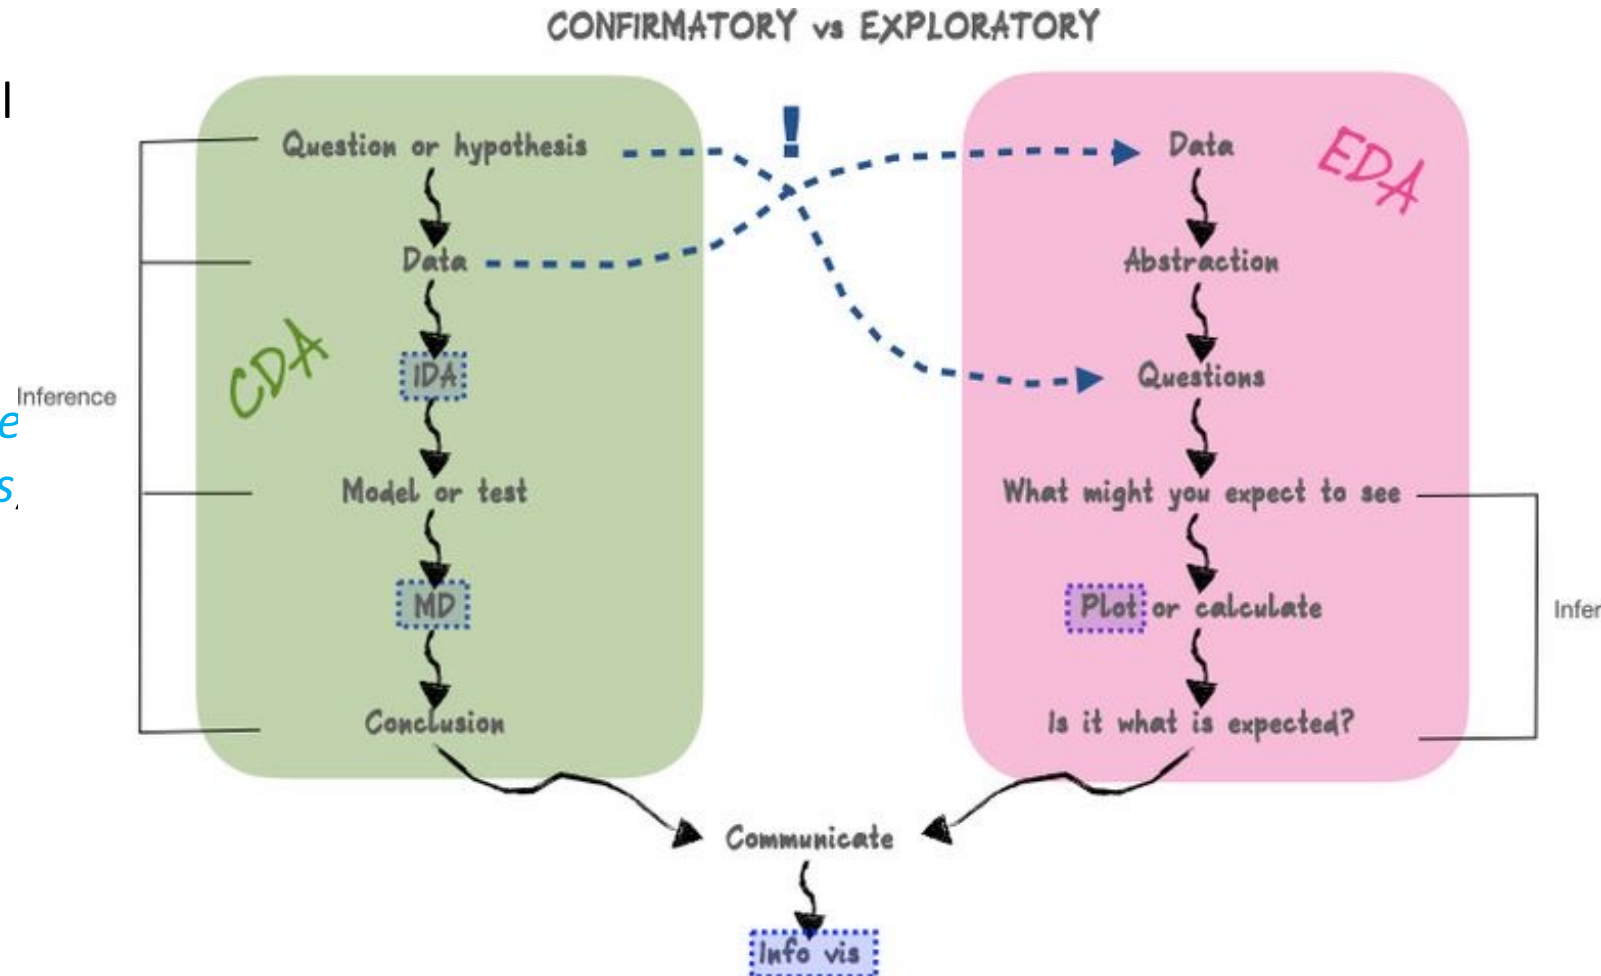 CONFIRMATORY vs EXPLORATORY
l
!
Question or hypothesis
Data
IDA
Model or test
MD
Conclusion
CDA
Inference
e
s,
Data
EDA
Abstraction
Questions
What might you expect to see
Plot or calculate
Is it what is expected?
Infer
Communicate
Info vis